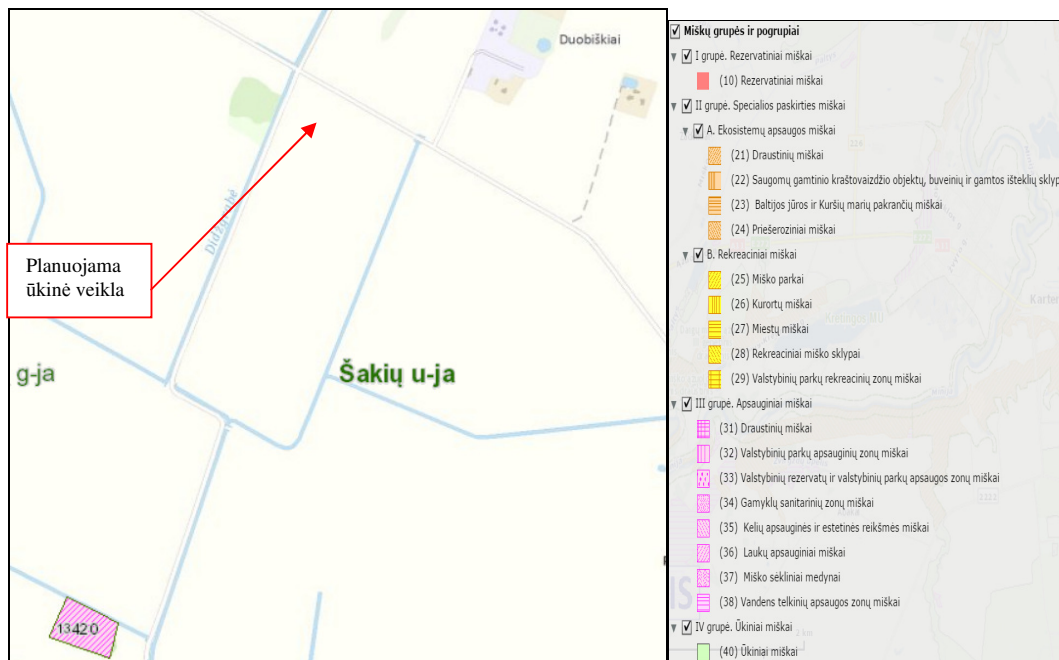 Duobiškiai
Didžgrabė
Planuojama
ūkinė veikla
g-ja
Šakių u-ja
13420
Miškų grupės ir pogrupiai
I grupė. Rezervatiniai miškai
(10) Rezervatiniai miškai
II grupė. Specialios paskirties miškai
A. Ekosistemų apsaugos miškai
(21) Draustinių miškai
(22) Saugomų gamtinio kraštovaizdžio objektų, buveinių ir gamtos išteklių sklyp
(23) Baltijos jūros ir Kuršių marių pakrančių miškai
(24) Priešeroziniai miškai
B. Rekreaciniai miškai
(25) Miško parkai
(26) Kurortų miškai
(27) Miestų miškai
(28) Rekreaciniai miško sklypai
(29) Valstybinių parkų rekreacinių zonų miškai
III grupė. Apsauginiai miškai
(31) Draustinių miškai
(32) Valstybinių parkų apsauginių zonų miškai
(33) Valstybinių rezervatų ir valstybinių parkų apsaugos zonų miškai
(34) Gamyklų sanitarinių zonų miškai
(35) Kelių apsauginės ir estetinės reikšmės miškai
(36) Laukų apsauginiai miškai
(37) Miško sėkliniai medynai
(38) Vandens telkinių apsaugos zonų miškai
IV grupė. Ūkiniai miškai
(40) Ūkiniai miškai
Karten
IS
2 km